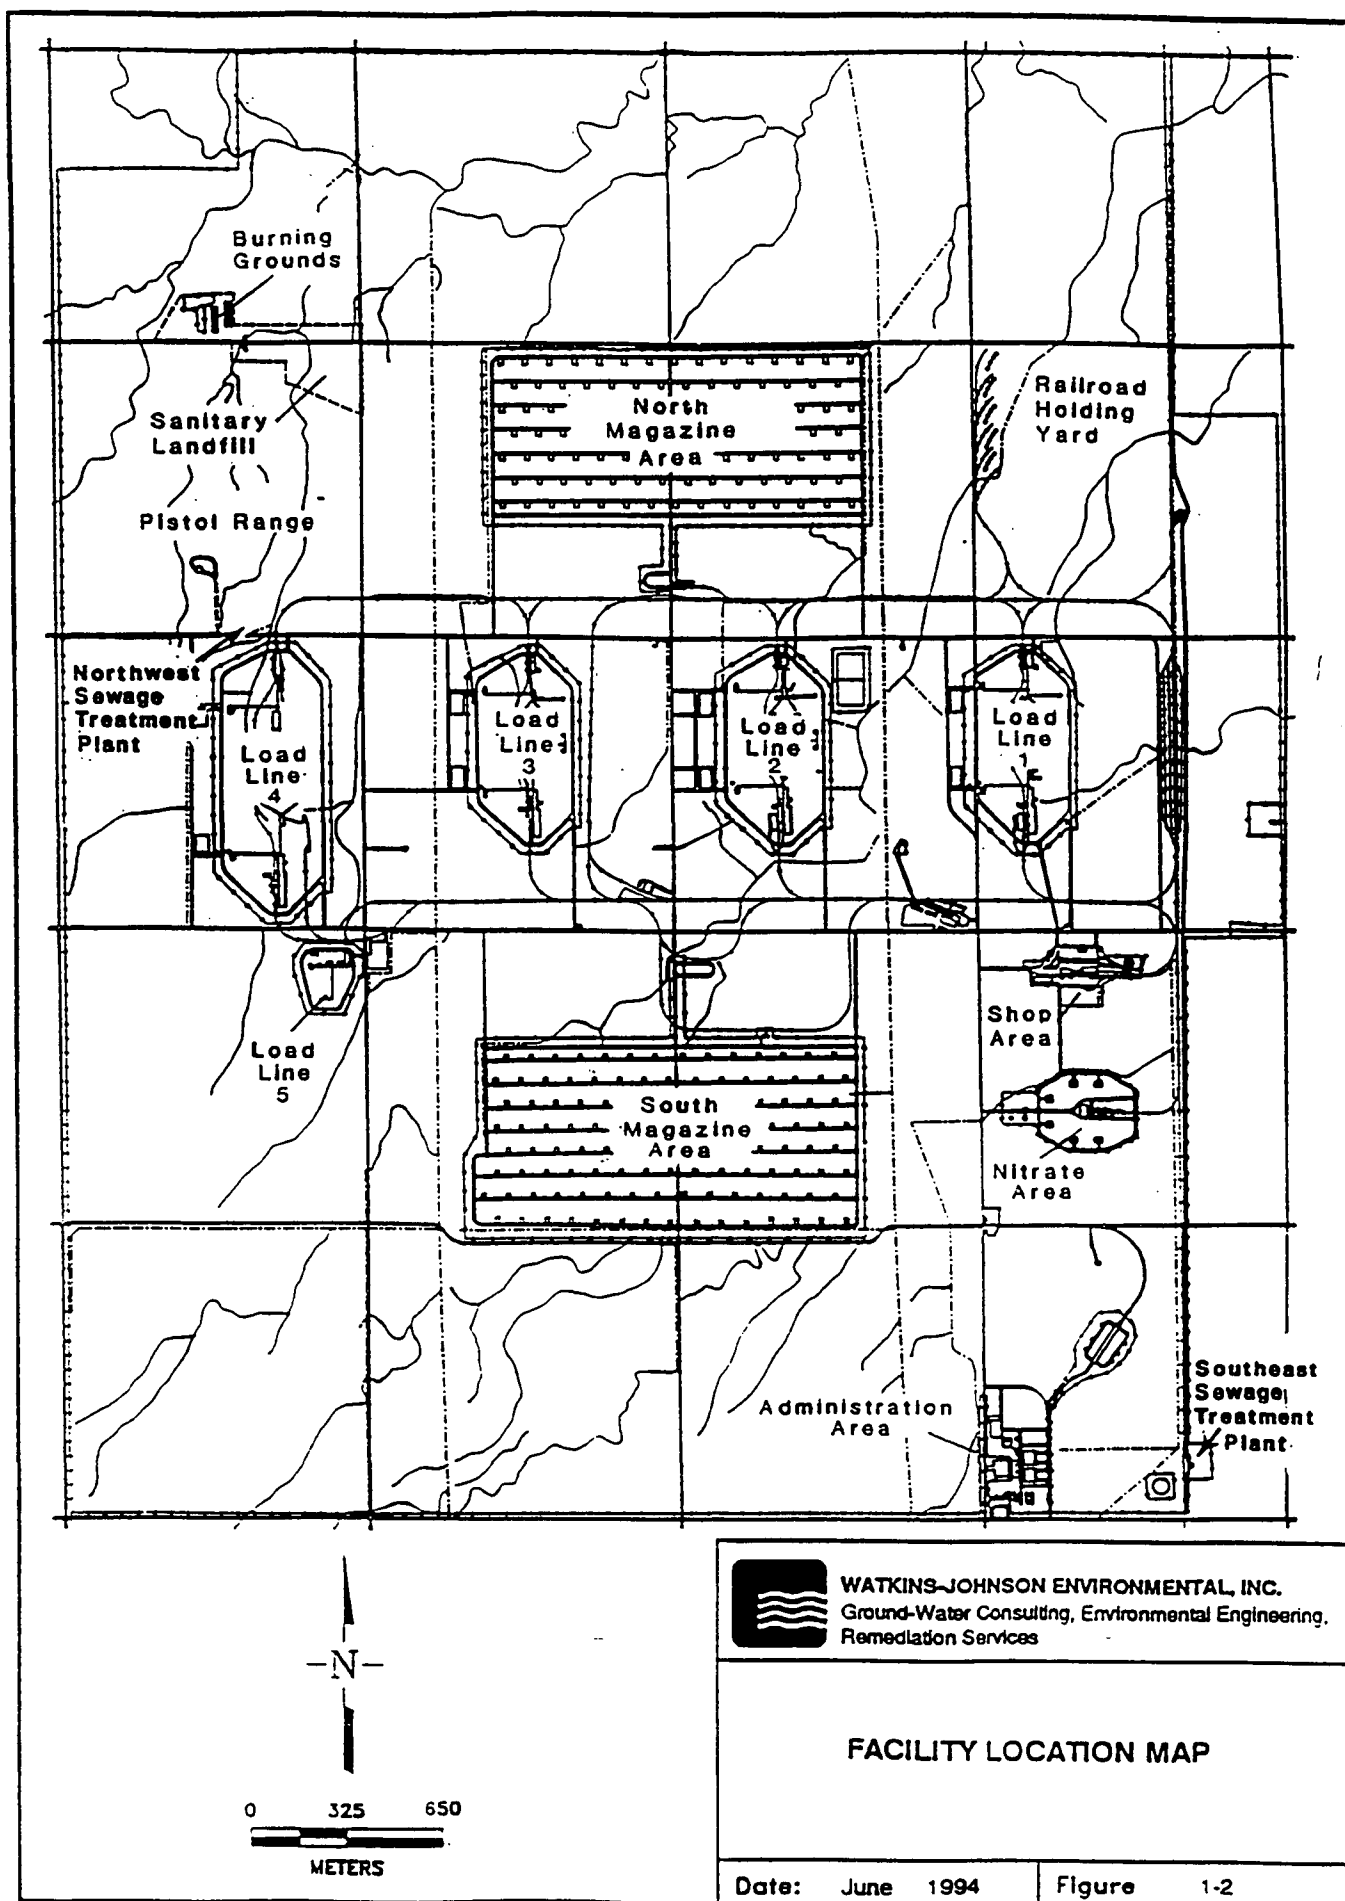 Burning
Grounds
Railroad
Holding
Yard
North
Magazine
Area
Sanitary
Landfill
Pistol Range
Northwest
Sewage
Treatment
Plant
Load
Line
4
Load
Line
3
Load
Line
2
Load
Line
1
Load
Line
5
Shop
Area
South
Magazine
Area
Nitrate
Area
Administration
Area
Southeast
Sewage
Treatment
Plant
N
0 325 650
METERS
WATKINS-JOHNSON ENVIRONMENTAL, INC.
Ground-Water Consulting, Environmental Engineering,
Remediation Services
FACILITY LOCATION MAP
Date: June 1994 Figure 1-2